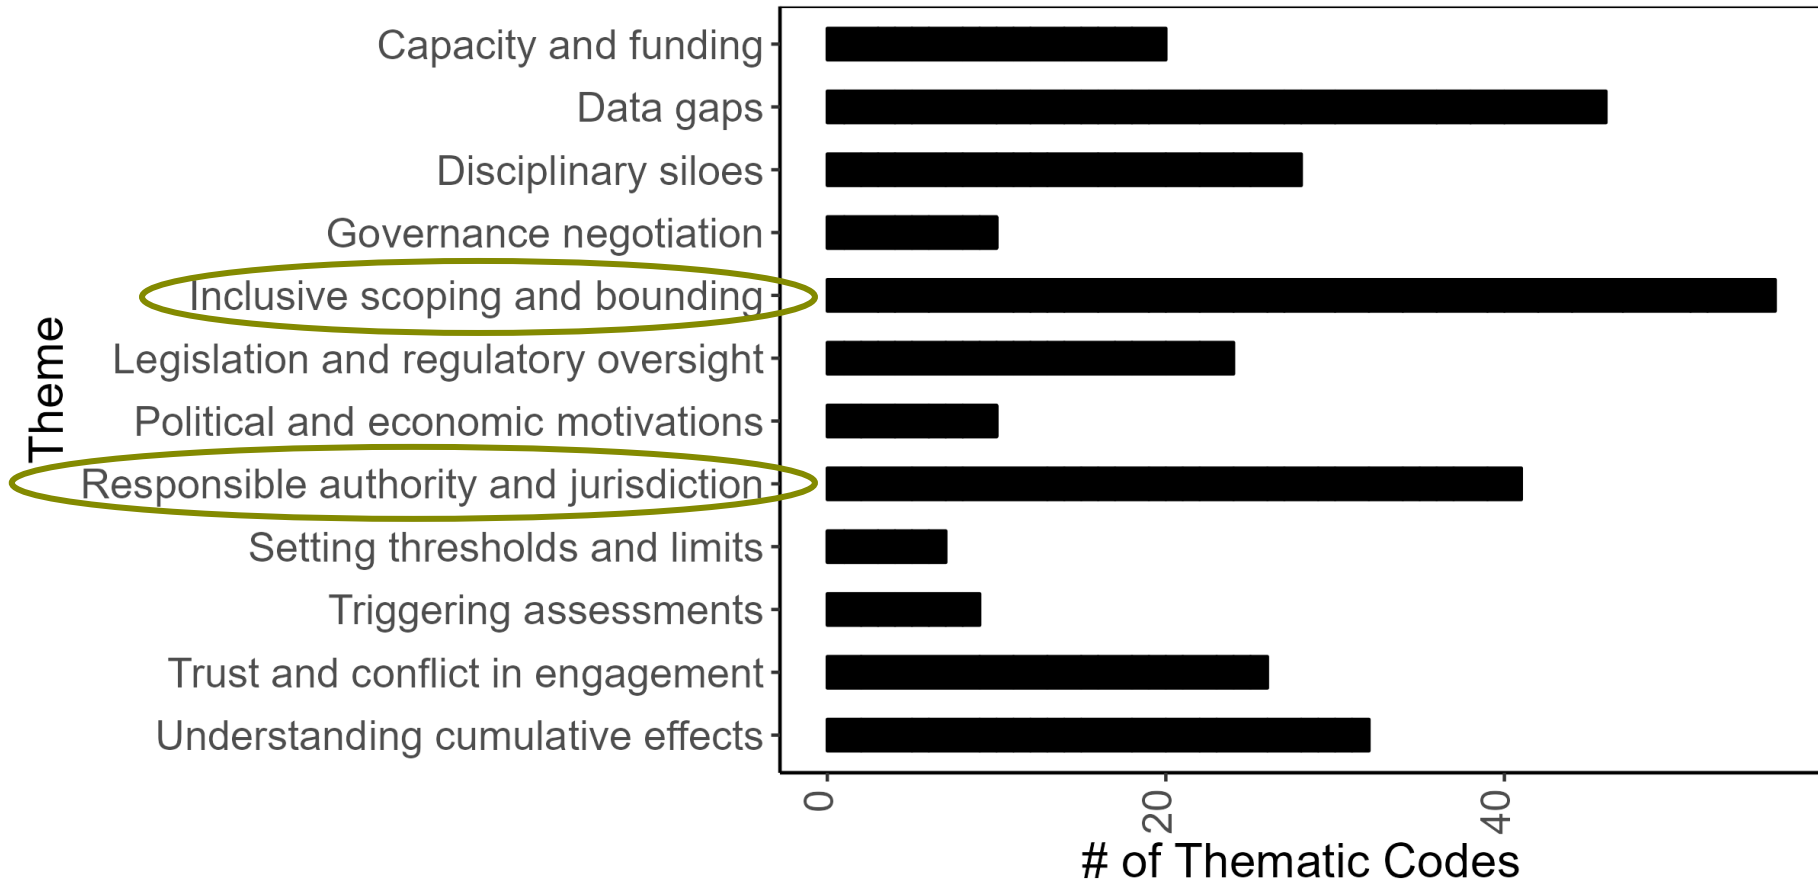 Capacity and funding
Data gaps
Disciplinary siloes
Governance negotiation
Inclusive scoping and bounding
Legislation and regulatory oversight
Political and economic motivations
Responsible authority and jurisdiction
Setting thresholds and limits
Triggering assessments
Trust and conflict in engagement
Understanding cumulative effects
Theme
0
20
40
# of Thematic Codes